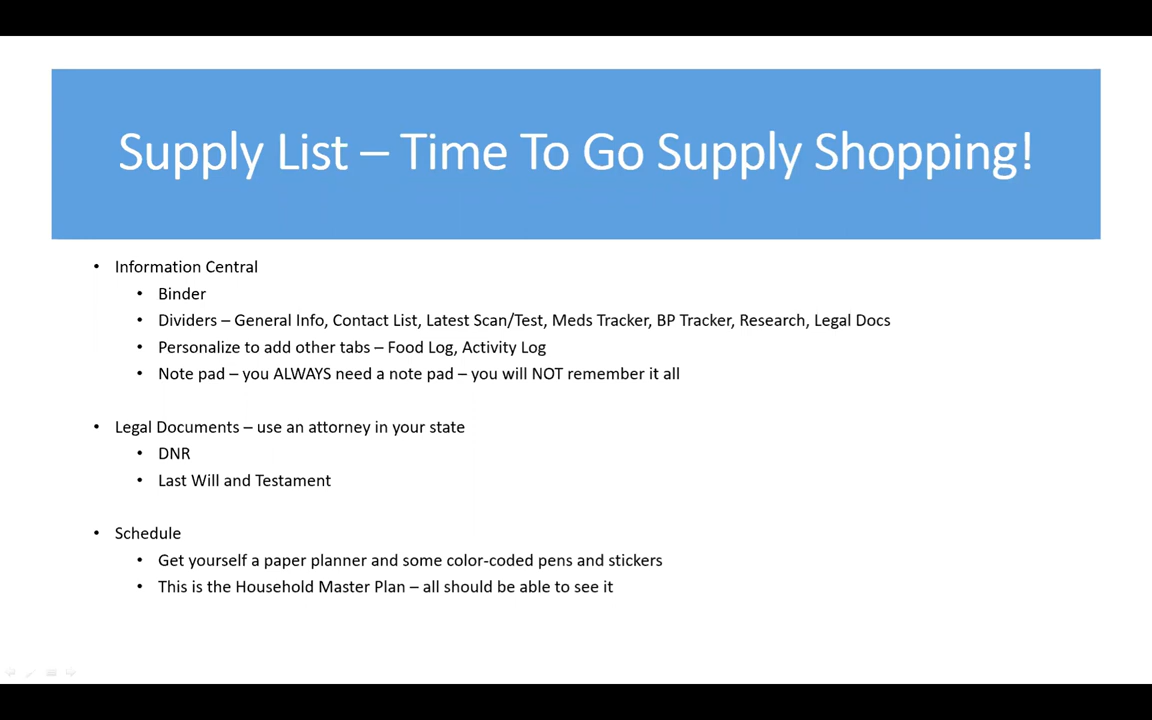 Supply List – Time To Go Supply Shopping!
• Information Central
• Binder
• Dividers – General Info, Contact List, Latest Scan/Test, Meds Tracker, BP Tracker, Research, Legal Docs
• Personalize to add other tabs – Food Log, Activity Log
• Note pad – you ALWAYS need a note pad – you will NOT remember it all
• Legal Documents – use an attorney in your state
• DNR
• Last Will and Testament
• Schedule
• Get yourself a paper planner and some color-coded pens and stickers
• This is the Household Master Plan – all should be able to see it